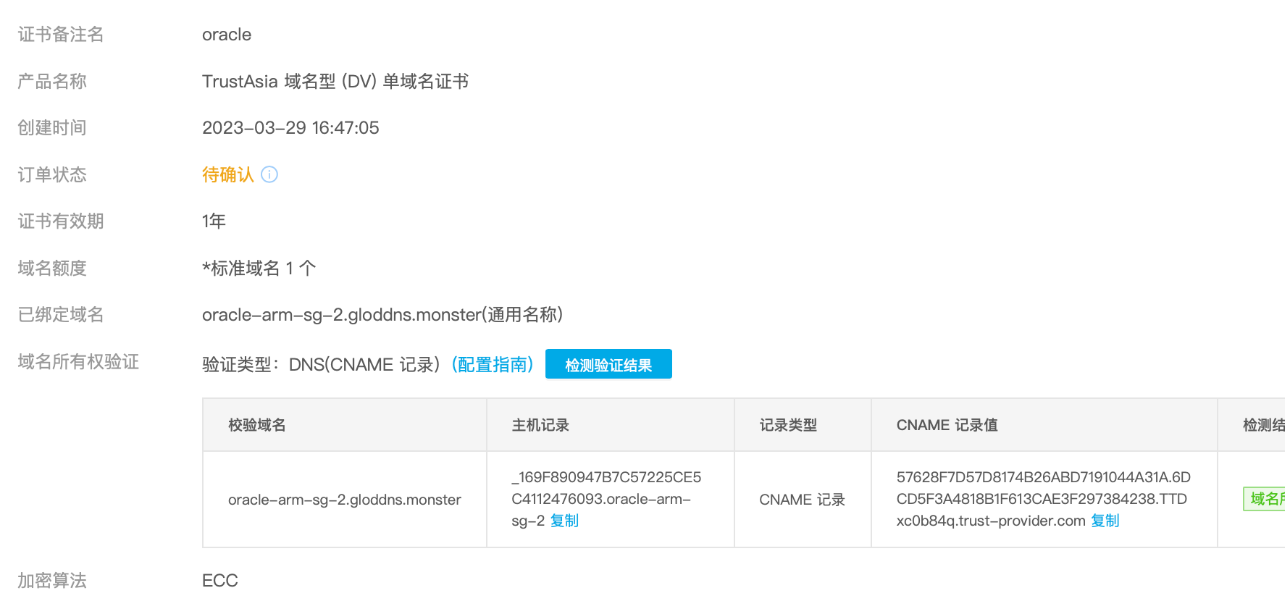 证书备注名 oracle
产品名称 TrustAsia 域名型 (DV) 单域名证书
创建时间 2023-03-29 16:47:05
订单状态 待确认
证书有效期 1年
域名额度 *标准域名 1 个
已绑定域名 oracle-arm-sg-2.gloddns.monster(通用名称)
域名所有权验证 验证类型：DNS(CNAME 记录) (配置指南) 检测验证结果
校验域名 主机记录 记录类型 CNAME 记录值 检测结
_169F890947B7C57225CE5 57628F7D57D8174B26ABD7191044A31A.6D
oracle-arm-sg-2.gloddns.monster C4112476093.oracle-arm- CNAME 记录 CD5F3A4818B1F613CAE3F297384238.TTD 域名所
sg-2 复制 xc0b84q.trust-provider.com 复制
加密算法 ECC